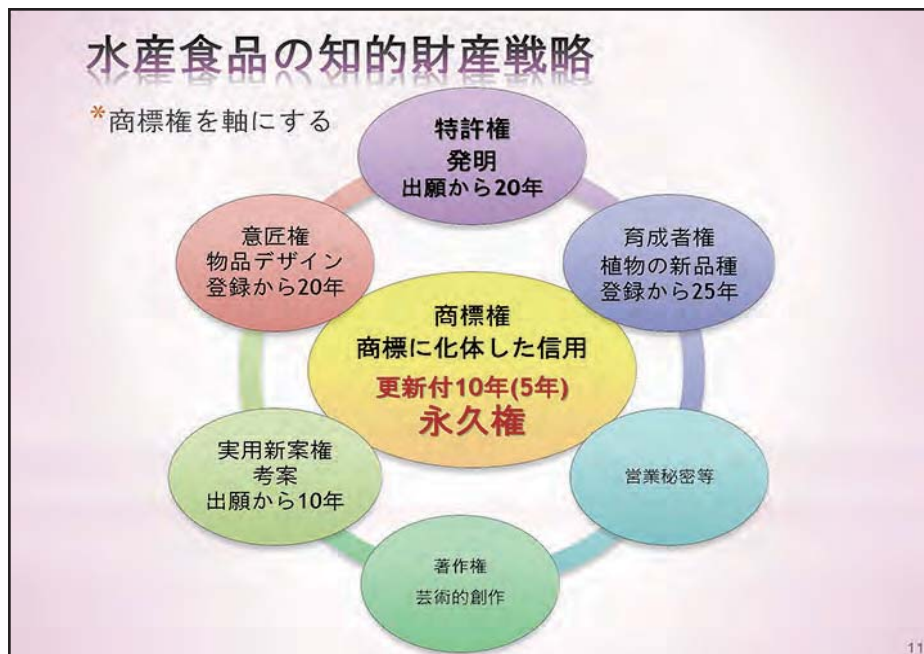 水産食品の知的財産戦略
*商標権を軸にする
特許権
発明
出願から20年
育成者権
植物の新品種
登録から25年
営業秘密等
著作権
芸術的創作
実用新案権
考案
出願から10年
意匠権
物品デザイン
登録から20年
商標権
商標に化体した信用
更新付10年(5年)
永久権
11